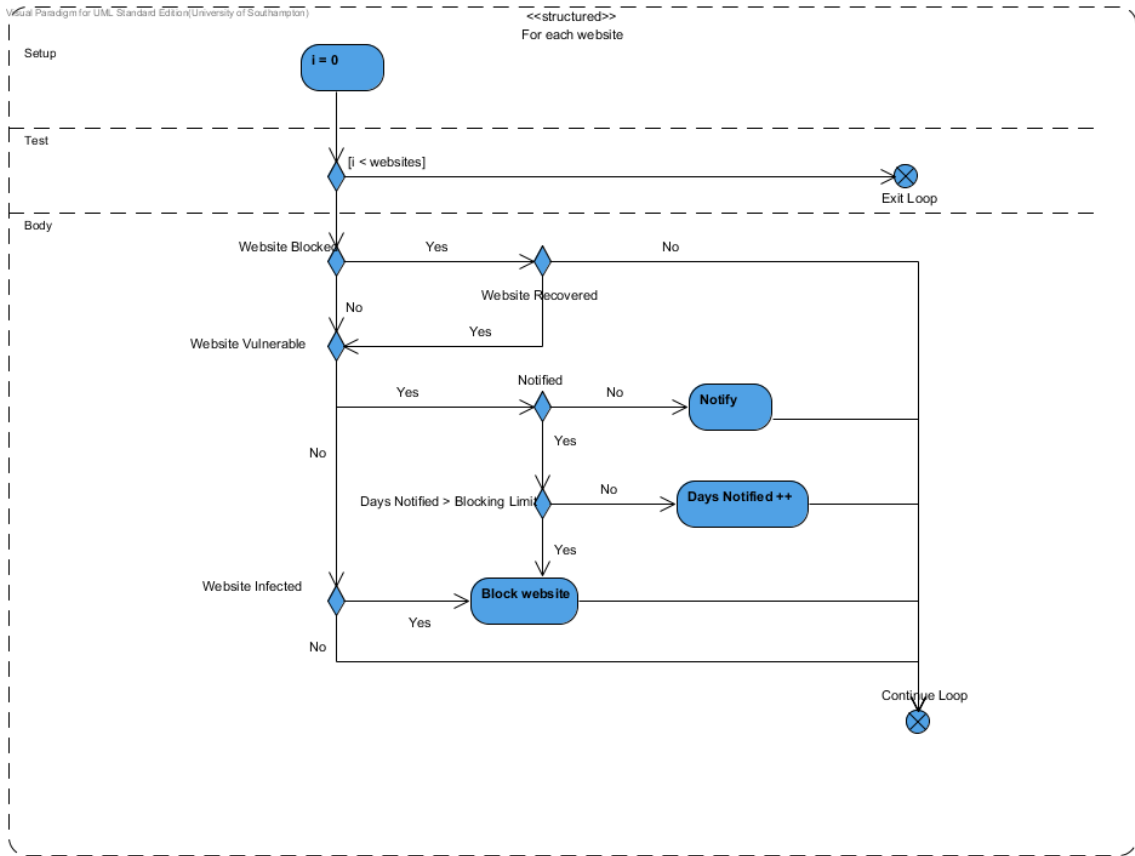 Visual Paradigm for UML Standard Edition(University of Southampton)
<<structured>>
For each website
Setup
i = 0
Test
[i < websites]
Exit Loop
Body
Website Blocked
Yes
No
Website Recovered
No
Yes
Website Vulnerable
Notified
Yes
No
Notify
Yes
No
Days Notified > Blocking Limit
No
Days Notified ++
Yes
Website Infected
Block website
Yes
No
Continue Loop